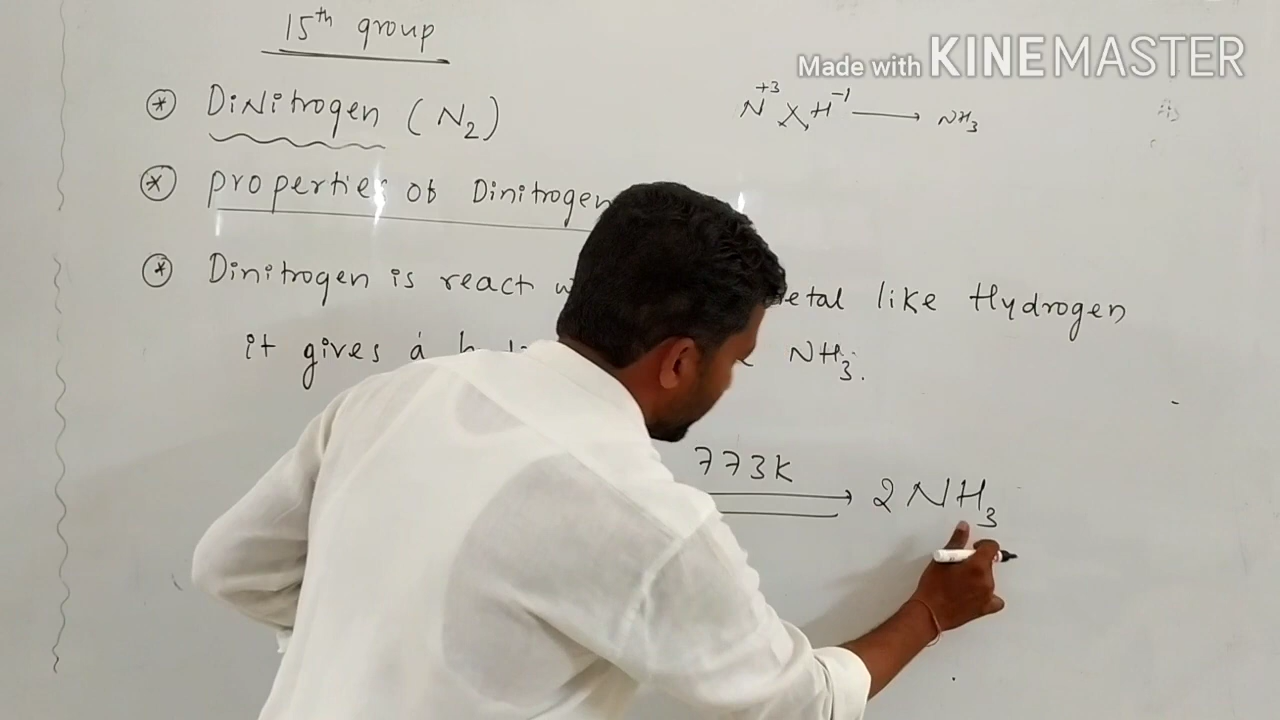 15th group
Made with KINEMASTER
* DiNitrogen (N2)
N+3 H-1 → NH3
* properties of Dinitrogen
* Dinitrogen is react like Hydrogen
it gives a NH3.
773K
2NH3